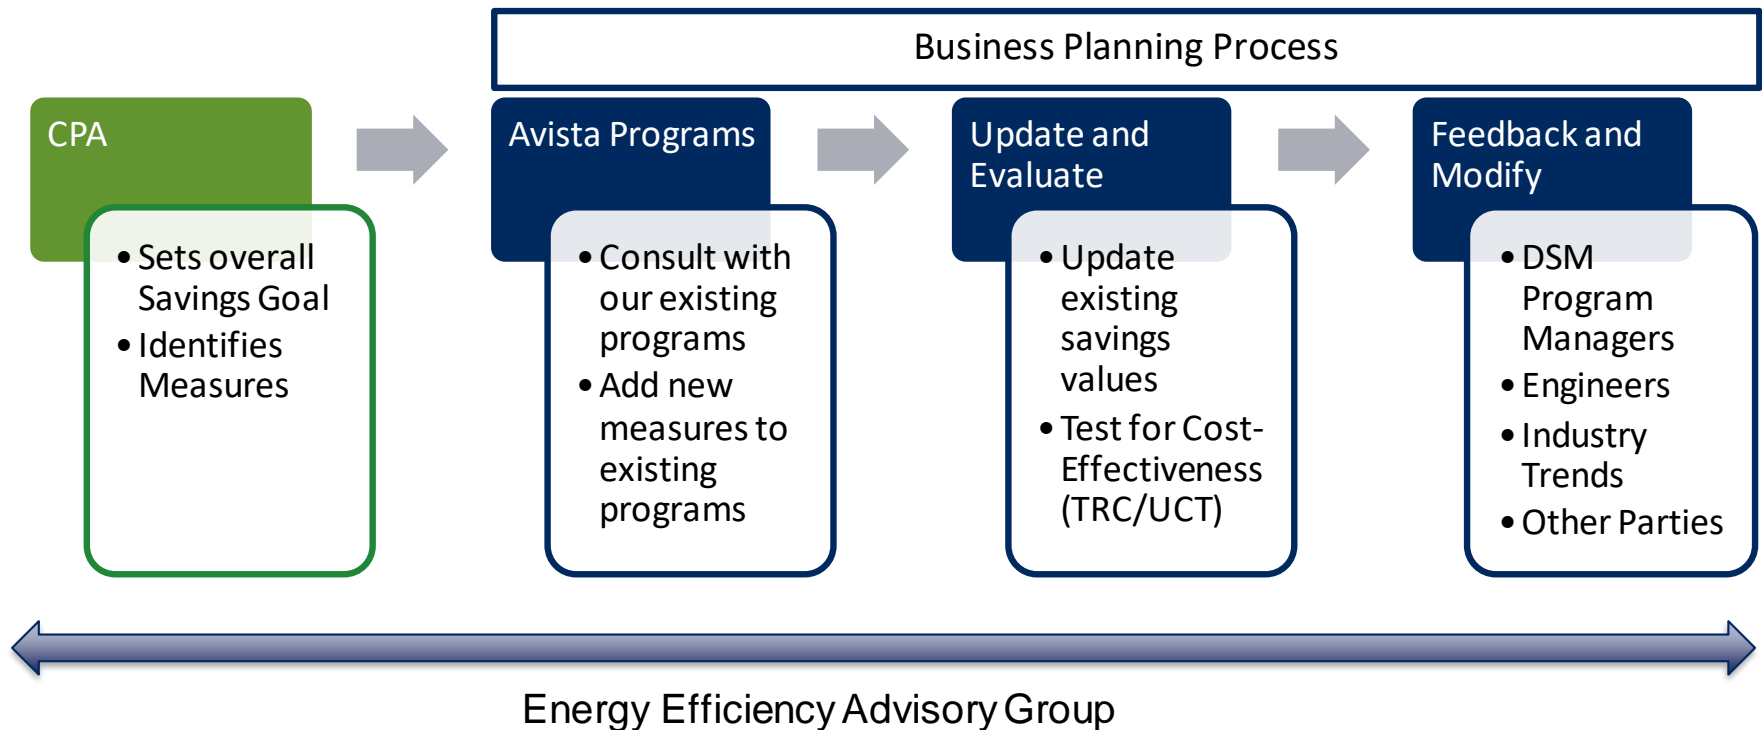 Business Planning Process
CPA
• Sets overall
Savings Goal
• Identifies
Measures
Avista Programs
• Consult with
our existing
programs
• Add new
measures to
existing
programs
Update and
Evaluate
• Update
existing
savings
values
• Test for Cost-
Effectiveness
(TRC/UCT)
Feedback and
Modify
• DSM
Program
Managers
• Engineers
• Industry
Trends
• Other Parties
Energy Efficiency Advisory Group